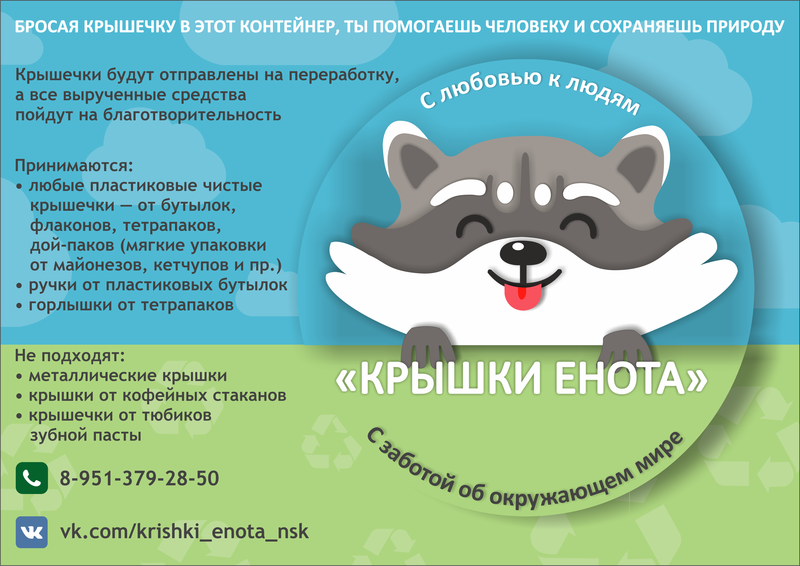 БРОСАЯ КРЫШЕЧКУ В ЭТОТ КОНТЕЙНЕР, ТЫ ПОМОГАЕШЬ ЧЕЛОВЕКУ И СОХРАНЯЕШЬ ПРИРОДУ
Крышечки будут отправлены на переработку,
а все вырученные средства
пойдут на благотворительность
Принимаются:
• любые пластиковые чистые
крышечки — от бутылок,
флаконов, тетрапаков,
дой-паков (мягкие упаковки
от майонезов, кетчупов и пр.)
• ручки от пластиковых бутылок
• горлышки от тетрапаков
Не подходят:
• металлические крышки
• крышки от кофейных стаканов
• крышечки от тюбиков
зубной пасты
8-951-379-28-50
vk.com/krishki_enota_nsk
С любовью к людям
«КРЫШКИ ЕНОТА»
С заботой об окружающем мире